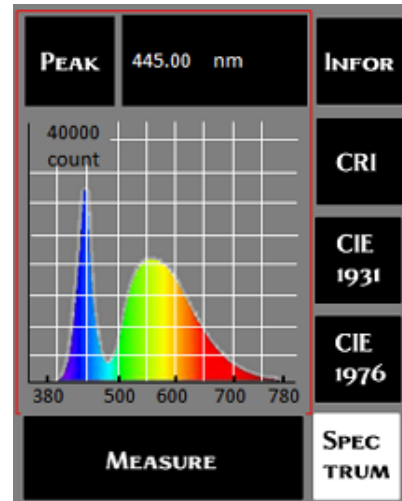 PEAK
445.00 nm
INFOR
40000
count
CRI
CIE
1931
CIE
1976
380 500 600 700 780
MEASURE
SPEC
TRUM